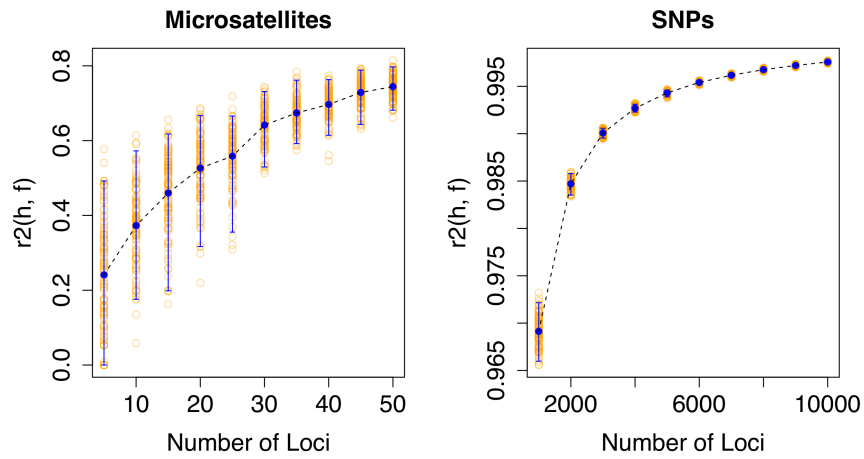 Microsatellites
r2(h, f)
0.0
0.2
0.4
0.6
0.8
10
20
30
40
50
Number of Loci
SNPs
r2(h, f)
0.965
0.975
0.985
0.995
2000
6000
10000
Number of Loci